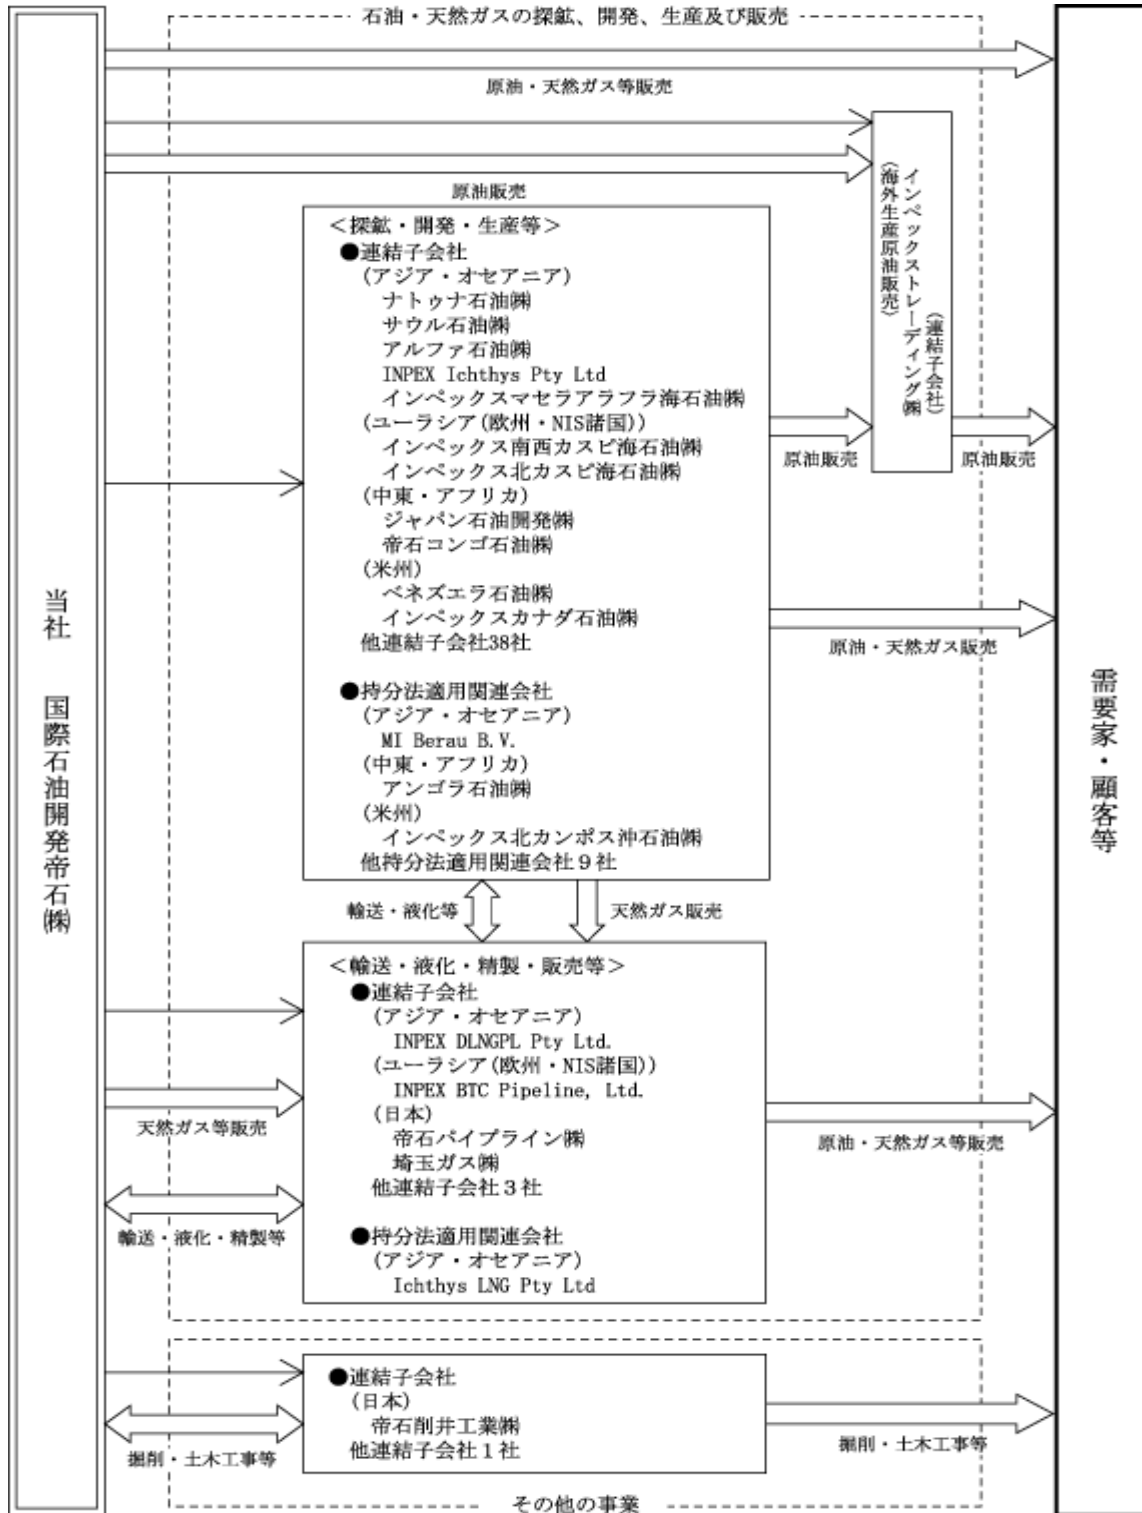 石油・天然ガスの探鉱、開発、生産及び販売
原油・天然ガス等販売
原油販売
当社 国際石油開発帝石㈱
(連結子会社)
インペックストレーディング㈱
(海外生産原油販売)
需要家・顧客等
＜探鉱・開発・生産等＞
●連結子会社
(アジア・オセアニア)
ナトゥナ石油㈱
サウル石油㈱
アルファ石油㈱
INPEX Ichthys Pty Ltd
インペックスマセラアラフラ海石油㈱
(ユーラシア(欧州・NIS諸国))
インペックス南西カスピ海石油㈱
インペックス北カスピ海石油㈱
(中東・アフリカ)
ジャパン石油開発㈱
帝石コンゴ石油㈱
(米州)
ベネズエラ石油㈱
インペックスカナダ石油㈱
他連結子会社38社
●持分法適用関連会社
(アジア・オセアニア)
MI Berau B.V.
(中東・アフリカ)
アンゴラ石油㈱
(米州)
インペックス北カンポス沖石油㈱
他持分法適用関連会社９社
原油販売
原油販売
原油・天然ガス販売
輸送・液化等
天然ガス販売
＜輸送・液化・精製・販売等＞
●連結子会社
(アジア・オセアニア)
INPEX DLNGPL Pty Ltd.
(ユーラシア(欧州・NIS諸国))
INPEX BTC Pipeline, Ltd.
(日本)
帝石パイプライン㈱
埼玉ガス㈱
他連結子会社３社
●持分法適用関連会社
(アジア・オセアニア)
Ichthys LNG Pty Ltd
天然ガス等販売
輸送・液化・精製等
原油・天然ガス等販売
●連結子会社
(日本)
帝石削井工業㈱
他連結子会社１社
掘削・土木工事等
掘削・土木工事等
その他の事業